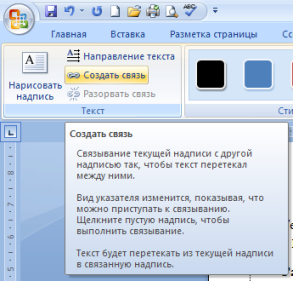 Главная Вставка Разметка страницы
Нарисовать надпись
Направление текста
Создать связь
Разорвать связь
Текст
Создать связь
Связывание текущей надписи с другой
надписью так, чтобы текст перетекал
между ними.
Вид указателя изменится, показывая, что
можно приступать к связыванию.
Щелкните пустую надпись, чтобы
выполнить связывание.
Текст будет перетекать из текущей надписи
в связанную надпись.